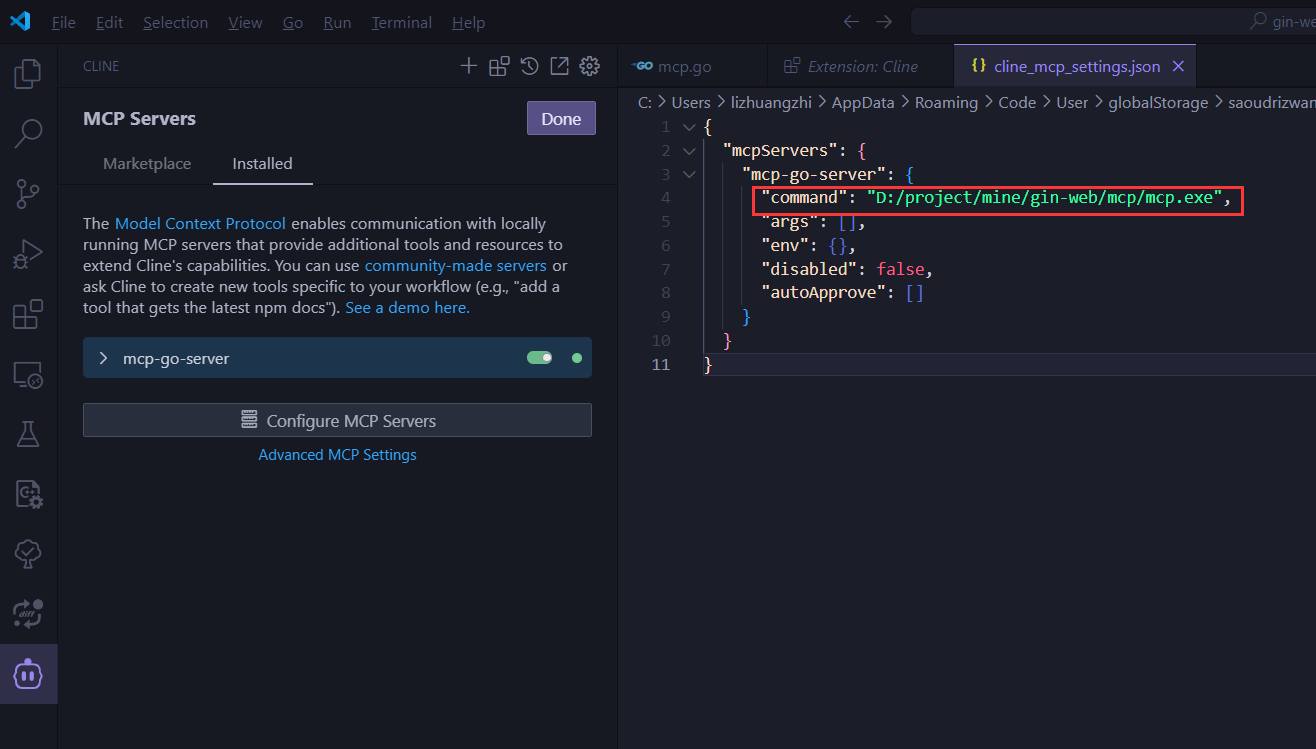 File Edit Selection View Go Run Terminal Help
gin-we
CLINE
MCP Servers
Done
Marketplace Installed
The Model Context Protocol enables communication with locally
running MCP servers that provide additional tools and resources to
extend Cline's capabilities. You can use community-made servers or
ask Cline to create new tools specific to your workflow (e.g., "add a
tool that gets the latest npm docs"). See a demo here.
mcp-go-server
Configure MCP Servers
Advanced MCP Settings
GO mcp.go Extension: Cline {} cline_mcp_settings.json
C: > Users > lizhuangzhi > AppData > Roaming > Code > User > globalStorage > saoudrizwan
1 {
2 "mcpServers": {
3 "mcp-go-server": {
4 "command": "D:/project/mine/gin-web/mcp/mcp.exe",
5 "args": [],
6 "env": {},
7 "disabled": false,
8 "autoApprove": []
9 }
10 }
11 }
diff